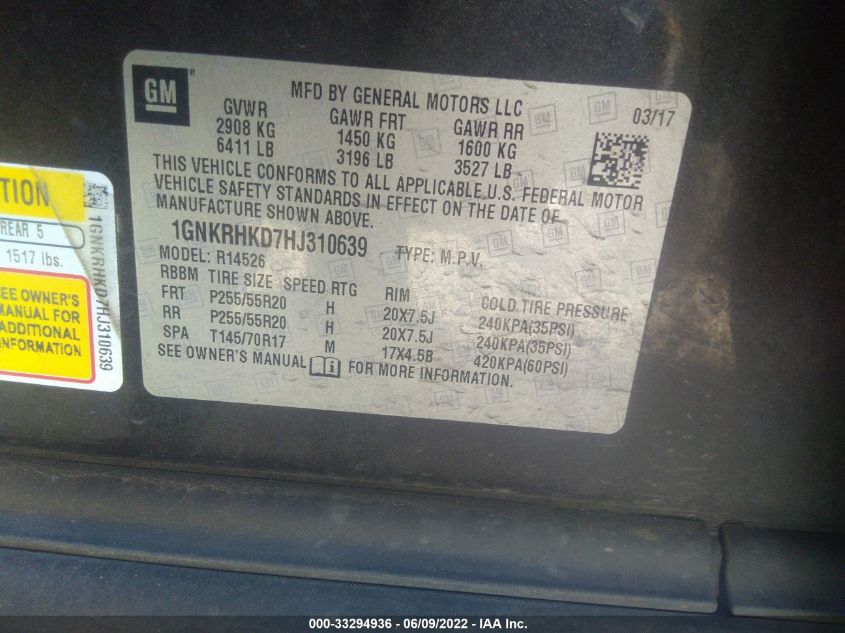 GM
MFD BY GENERAL MOTORS LLC
03/17
GVWR GAWR FRT GAWR RR
2908 KG 1450 KG 1600 KG
6411 LB 3196 LB 3527 LB
THIS VEHICLE CONFORMS TO ALL APPLICABLE U.S. FEDERAL MOTOR
VEHICLE SAFETY STANDARDS IN EFFECT ON THE DATE OF
MANUFACTURE SHOWN ABOVE.
1GNKRHKD7HJ310639 TYPE: M.P.V.
MODEL: R14526
RBBM TIRE SIZE SPEED RTG RIM COLD TIRE PRESSURE
FRT P255/55R20 H 20X7.5J 240KPA(35PSI)
RR P255/55R20 H 20X7.5J 240KPA(35PSI)
SPA T145/70R17 M 17X4.5B 420KPA(60PSI)
SEE OWNER'S MANUAL i FOR MORE INFORMATION.
TION
REAR 5
1517 lbs.
SEE OWNER'S
MANUAL FOR
ADDITIONAL
INFORMATION
1GNKRHKD7HJ310639
000-33294936 - 06/09/2022 - IAA Inc.